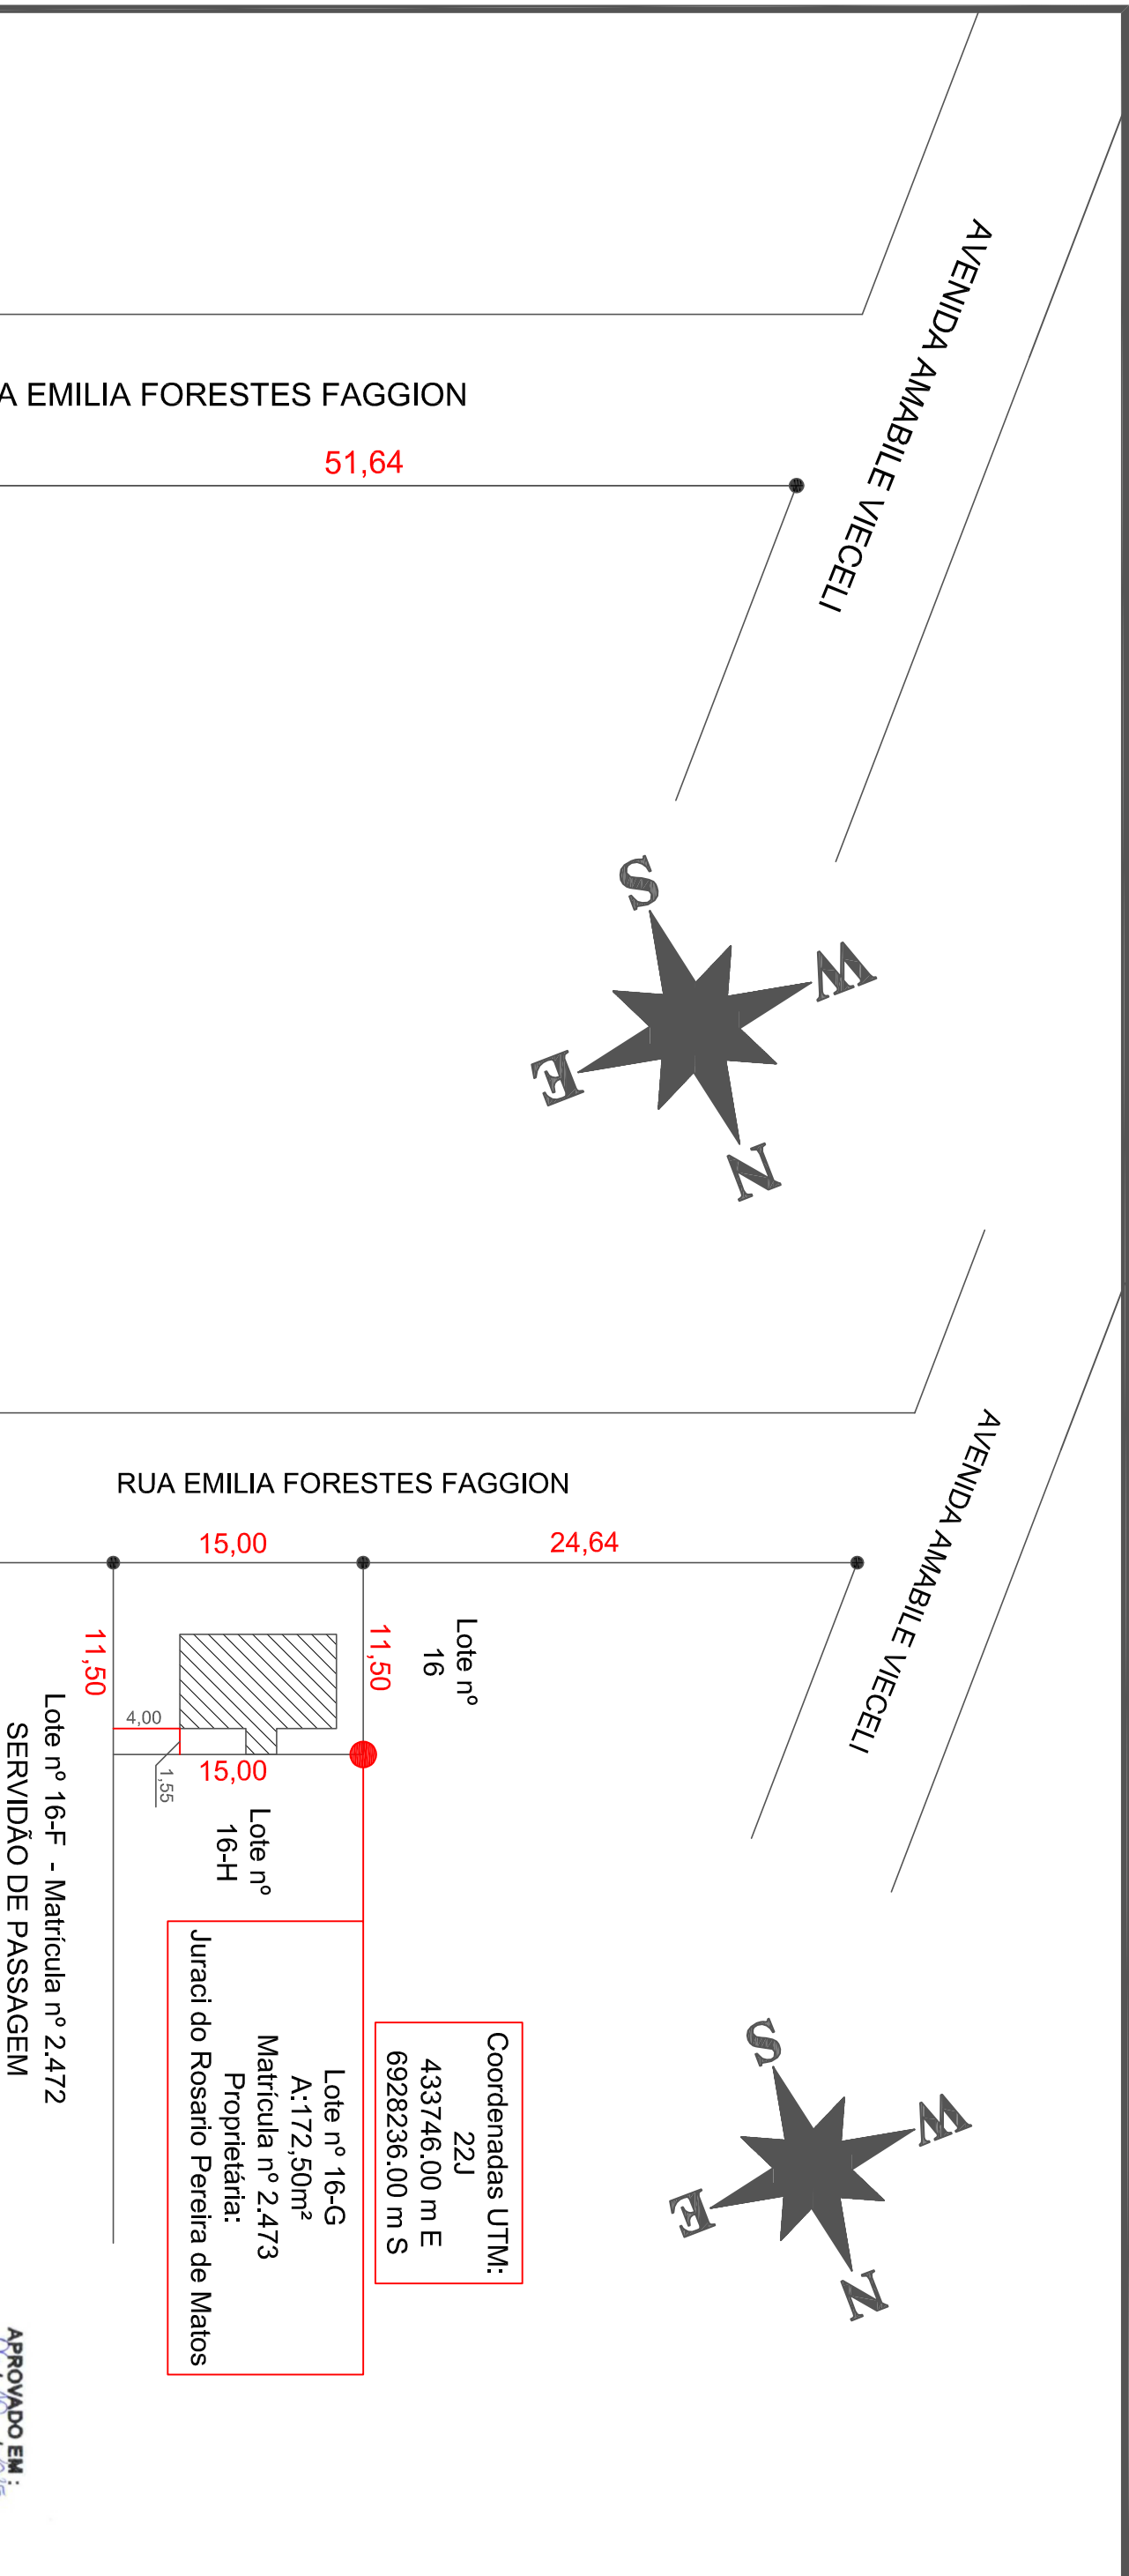 AVENIDA AMABILE VIECELI
A EMILIA FORESTES FAGGION
51,64
S
W
E
N
AVENIDA AMABILE VIECELI
RUA EMILIA FORESTES FAGGION
15,00
24,64
Lote nº
16
11,50
11,50
4,00
1,55
15,00
Lote nº
16-H
Lote nº 16-F - Matrícula nº 2.472
SERVIDÃO DE PASSAGEM
Lote nº 16-G
A:172,50m²
Matrícula nº 2.473
Proprietária:
Juraci do Rosario Pereira de Matos
Coordenadas UTM:
22J
433746.00 m E
6928236.00 m S
S
W
E
N
APROVADO EM :